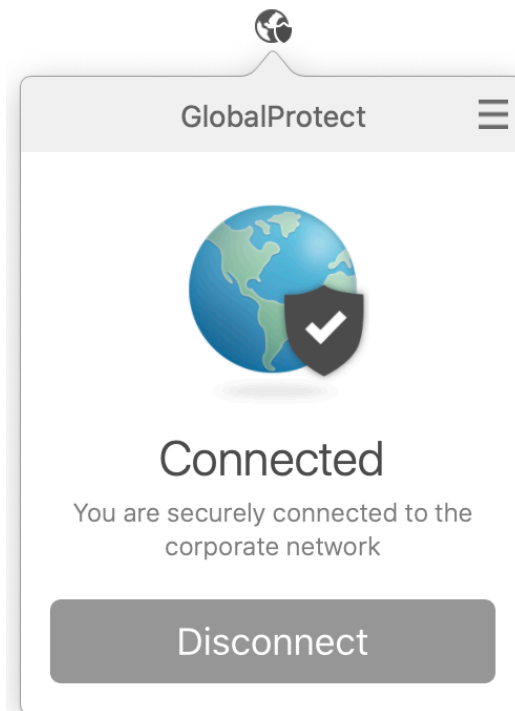 GlobalProtect
Connected
You are securely connected to the
corporate network
Disconnect